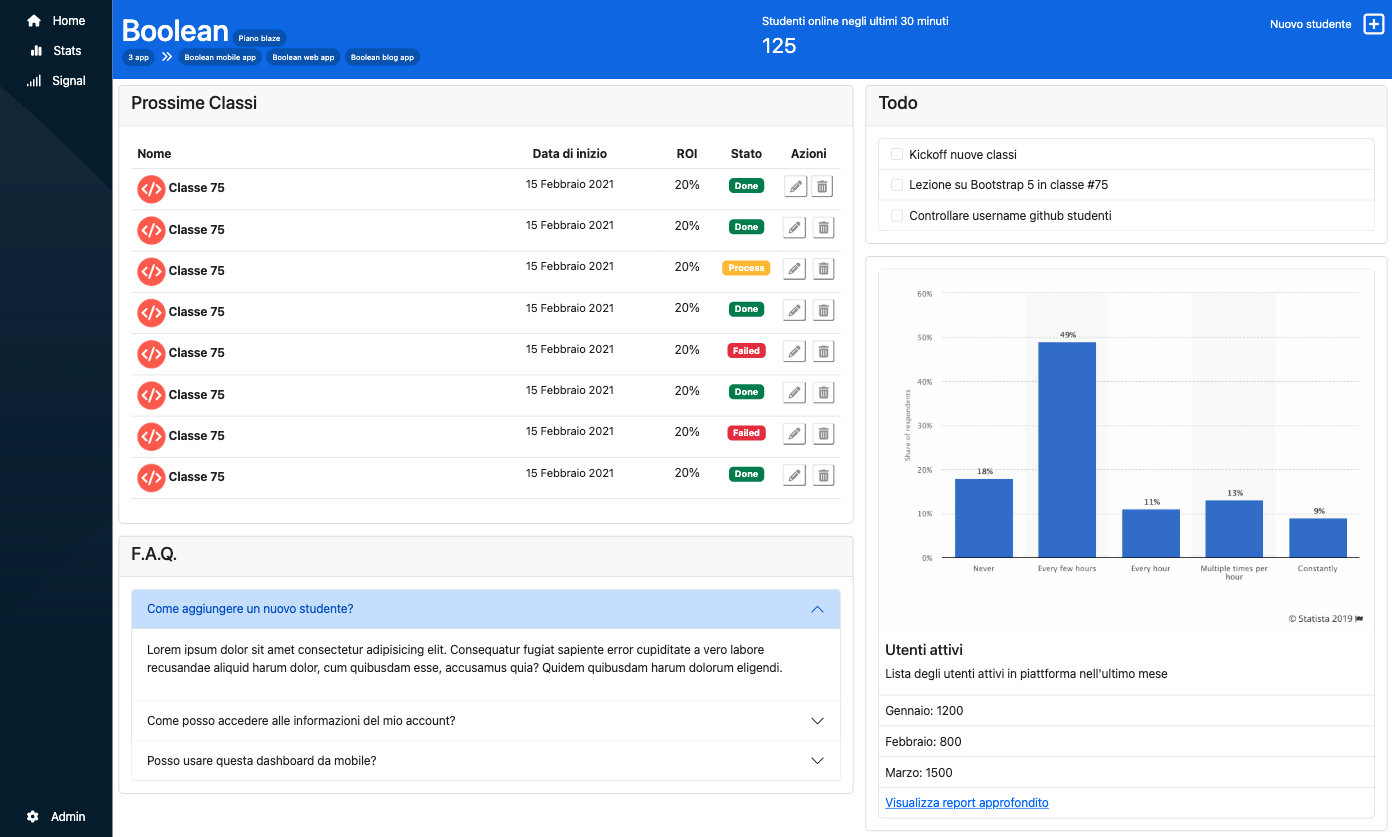 Home
Stats
Signal
Admin
Boolean Piano blaze
3 app Boolean mobile app Boolean web app Boolean blog app
Studenti online negli ultimi 30 minuti
125
Nuovo studente
Prossime Classi
Nome Data di inizio ROI Stato Azioni
Classe 75 15 Febbraio 2021 20% Done
Classe 75 15 Febbraio 2021 20% Done
Classe 75 15 Febbraio 2021 20% Process
Classe 75 15 Febbraio 2021 20% Done
Classe 75 15 Febbraio 2021 20% Failed
Classe 75 15 Febbraio 2021 20% Done
Classe 75 15 Febbraio 2021 20% Failed
Classe 75 15 Febbraio 2021 20% Done
F.A.Q.
Come aggiungere un nuovo studente?
Lorem ipsum dolor sit amet consectetur adipisicing elit. Consequatur fugiat sapiente error cupiditate a vero labore
recusandae aliquid harum dolor, cum quibusdam esse, accusamus quia? Quidem quibusdam harum dolorum eligendi.
Come posso accedere alle informazioni del mio account?
Posso usare questa dashboard da mobile?
Todo
Kickoff nuove classi
Lezione su Bootstrap 5 in classe #75
Controllare username github studenti
Share of respondents
60%
50%
40%
30%
20%
10%
0%
18%
49%
11%
13%
9%
Never Every few hours Every hour Multiple times per Constantly
hour
© Statista 2019
Utenti attivi
Lista degli utenti attivi in piattaforma nell'ultimo mese
Gennaio: 1200
Febbraio: 800
Marzo: 1500
Visualizza report approfondito